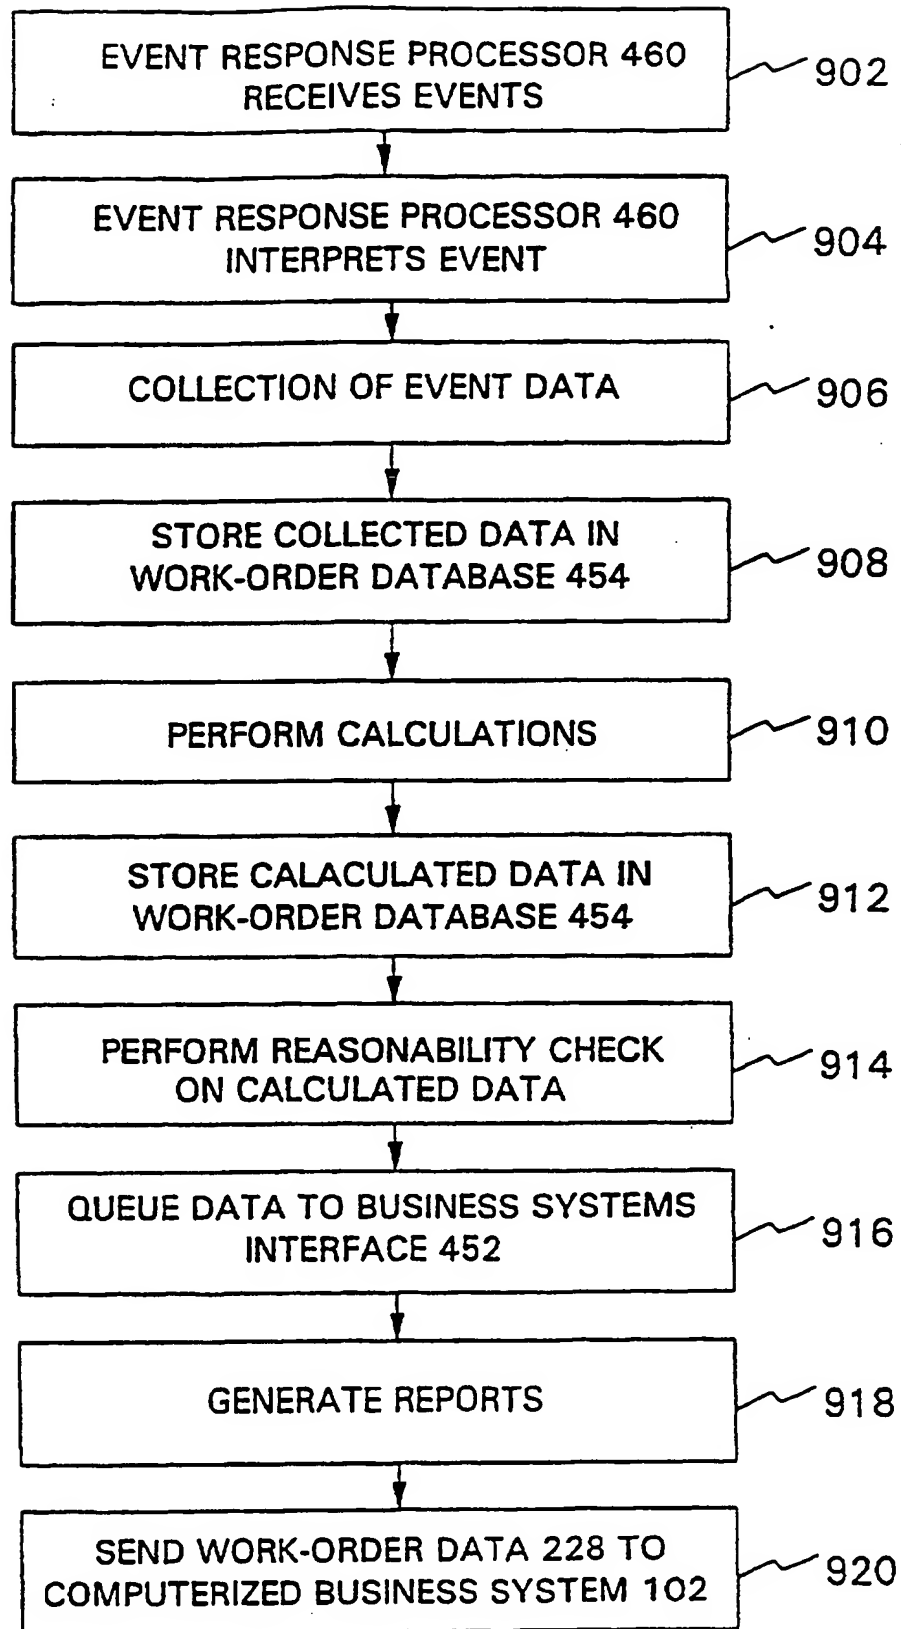 EVENT RESPONSE PROCESSOR 460
RECEIVES EVENTS
902
EVENT RESPONSE PROCESSOR 460
INTERPRETS EVENT
904
COLLECTION OF EVENT DATA
906
STORE COLLECTED DATA IN
WORK-ORDER DATABASE 454
908
PERFORM CALCULATIONS
910
STORE CALACULATED DATA IN
WORK-ORDER DATABASE 454
912
PERFORM REASONABILITY CHECK
ON CALCULATED DATA
914
QUEUE DATA TO BUSINESS SYSTEMS
INTERFACE 452
916
GENERATE REPORTS
918
SEND WORK-ORDER DATA 228 TO
COMPUTERIZED BUSINESS SYSTEM 102
920